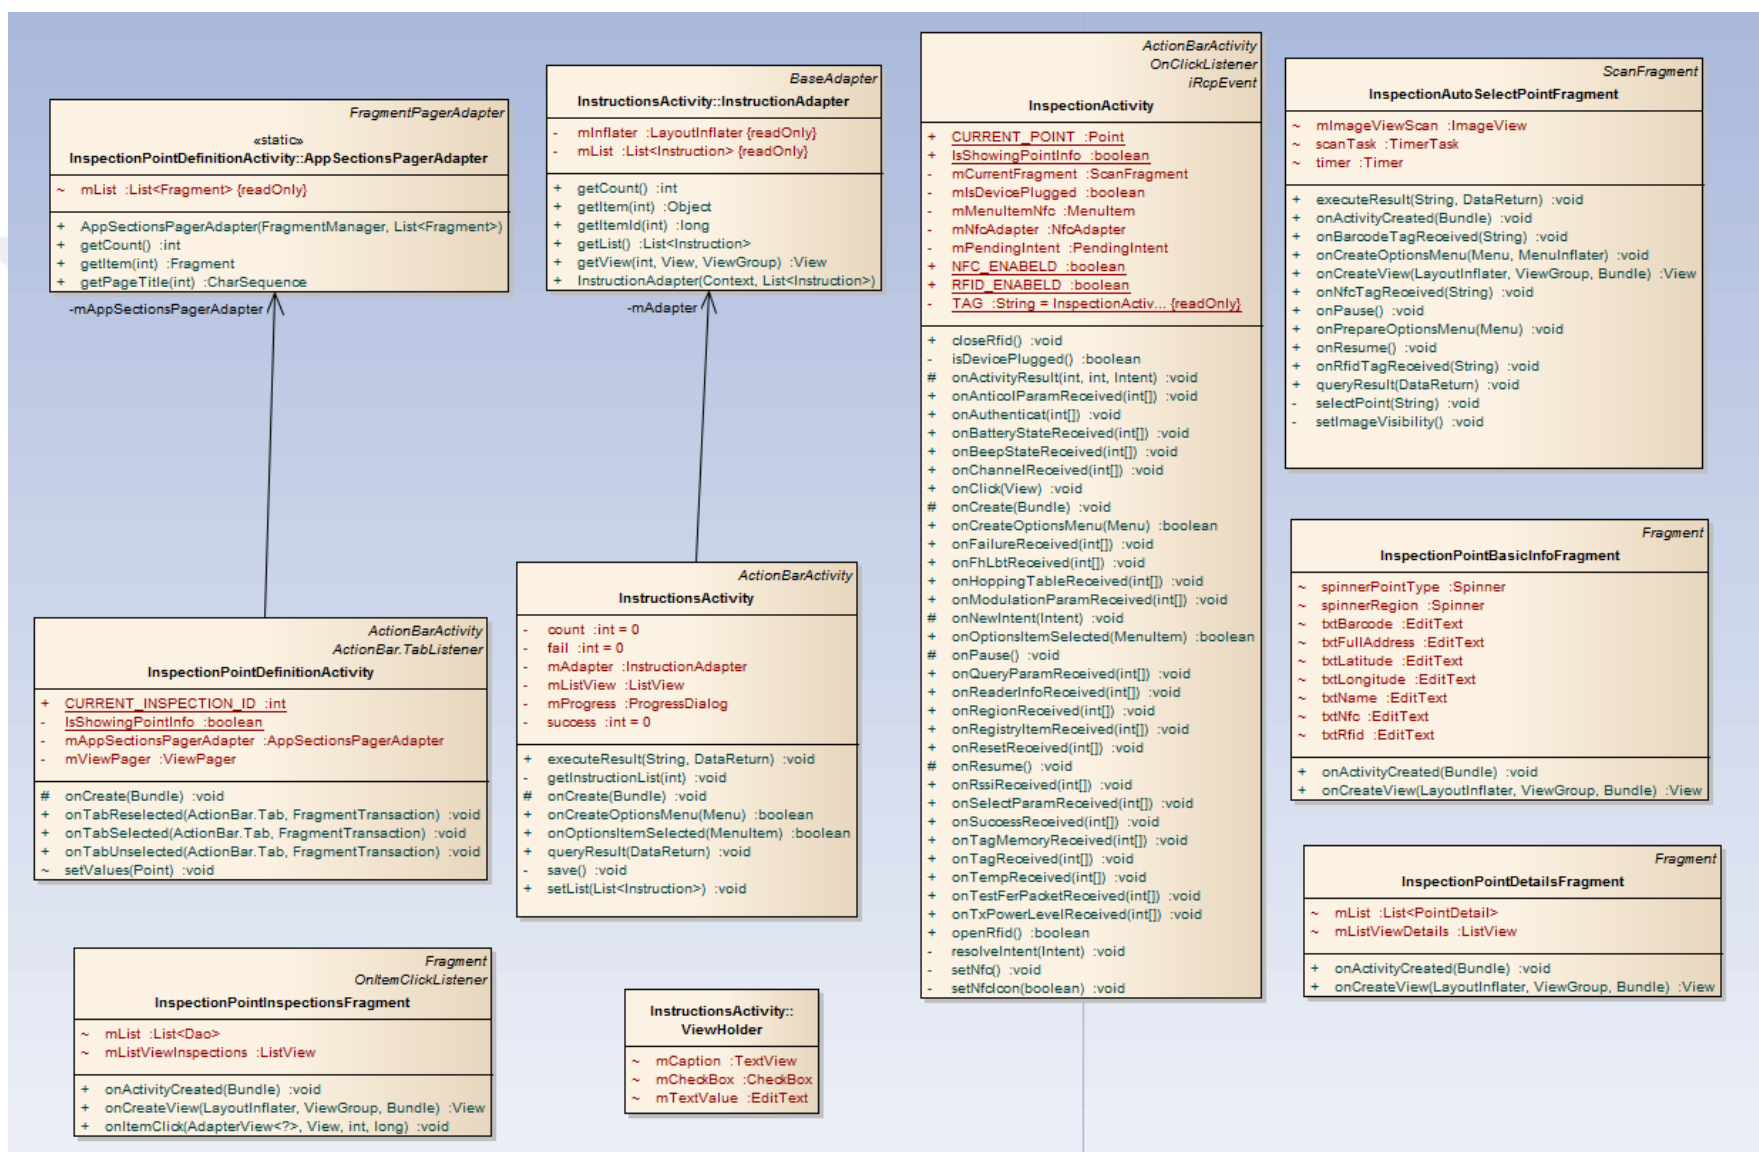 FragmentPagerAdapter
«static»
InspectionPointDefinitionActivity::AppSectionsPagerAdapter
~ mList :List<Fragment> {readOnly}
+ AppSectionsPagerAdapter(FragmentManager, List<Fragment>)
+ getCount() :int
+ getItem(int) :Fragment
+ getPageTitle(int) :CharSequence
-mAppSectionsPagerAdapter
BaseAdapter
InstructionsActivity::InstructionAdapter
- mInflater :LayoutInflater {readOnly}
- mList :List<Instruction> {readOnly}
+ getCount() :int
+ getItem(int) :Object
+ getItemId(int) :long
+ getList() :List<Instruction>
+ getView(int, View, ViewGroup) :View
+ InstructionAdapter(Context, List<Instruction>)
-mAdapter
ActionBarActivity
OnClickListener
iRcpEvent
InspectionActivity
+ CURRENT_POINT :Point
+ IsShowingPointInfo :boolean
- mCurrentFragment :ScanFragment
- mIsDevicePlugged :boolean
- mMenuItemNfc :MenuItem
- mNfcAdapter :NfcAdapter
- mPendingIntent :PendingIntent
+ NFC_ENABELD :boolean
+ RFID_ENABELD :boolean
- TAG :String = InspectionActiv... {readOnly}
+ closeRfid() :void
- isDevicePlugged() :boolean
# onActivityResult(int, int, Intent) :void
+ onAnticolParamReceived(int[]) :void
+ onAuthenticat(int[]) :void
+ onBatteryStateReceived(int[]) :void
+ onBeepStateReceived(int[]) :void
+ onChannelReceived(int[]) :void
+ onClick(View) :void
# onCreate(Bundle) :void
+ onCreateOptionsMenu(Menu) :boolean
+ onFailureReceived(int[]) :void
+ onFhLbtReceived(int[]) :void
+ onHoppingTableReceived(int[]) :void
+ onModulationParamReceived(int[]) :void
# onNewIntent(Intent) :void
+ onOptionsItemSelected(MenuItem) :boolean
# onPause() :void
+ onQueryParamReceived(int[]) :void
+ onReaderInfoReceived(int[]) :void
+ onRegionReceived(int[]) :void
+ onRegistryItemReceived(int[]) :void
+ onResetReceived(int[]) :void
# onResume() :void
+ onRssiReceived(int[]) :void
+ onSelectParamReceived(int[]) :void
+ onSuccessReceived(int[]) :void
+ onTagMemoryReceived(int[]) :void
+ onTagReceived(int[]) :void
+ onTempReceived(int[]) :void
+ onTestFerPacketReceived(int[]) :void
+ onTxPowerLevelReceived(int[]) :void
+ openRfid() :boolean
- resolveIntent(Intent) :void
- setNfc() :void
- setNfcIcon(boolean) :void
ScanFragment
InspectionAutoSelectPointFragment
~ mImageViewScan :ImageView
~ scanTask :TimerTask
~ timer :Timer
+ executeResult(String, DataReturn) :void
+ onActivityCreated(Bundle) :void
+ onBarcodeTagReceived(String) :void
+ onCreateOptionsMenu(Menu, MenuInflater) :void
+ onCreateView(LayoutInflater, ViewGroup, Bundle) :View
+ onNfcTagReceived(String) :void
+ onPause() :void
+ onPrepareOptionsMenu(Menu) :void
+ onResume() :void
+ onRfidTagReceived(String) :void
+ queryResult(DataReturn) :void
- selectPoint(String) :void
- setImageVisibility() :void
Fragment
InspectionPointBasicInfoFragment
~ spinnerPointType :Spinner
~ spinnerRegion :Spinner
~ txtBarcode :EditText
~ txtFullAddress :EditText
~ txtLatitude :EditText
~ txtLongitude :EditText
~ txtName :EditText
~ txtNfc :EditText
~ txtRfid :EditText
+ onActivityCreated(Bundle) :void
+ onCreateView(LayoutInflater, ViewGroup, Bundle) :View
ActionBarActivity
ActionBar.TabListener
InspectionPointDefinitionActivity
+ CURRENT_INSPECTION_ID :int
- IsShowingPointInfo :boolean
- mAppSectionsPagerAdapter :AppSectionsPagerAdapter
- mViewPager :ViewPager
# onCreate(Bundle) :void
+ onTabReselected(ActionBar.Tab, FragmentTransaction) :void
+ onTabSelected(ActionBar.Tab, FragmentTransaction) :void
+ onTabUnselected(ActionBar.Tab, FragmentTransaction) :void
~ setValues(Point) :void
ActionBarActivity
InstructionsActivity
- count :int = 0
- fail :int = 0
- mAdapter :InstructionAdapter
- mListView :ListView
- mProgress :ProgressDialog
- success :int = 0
+ executeResult(String, DataReturn) :void
- getInstructionList(int) :void
# onCreate(Bundle) :void
+ onCreateOptionsMenu(Menu) :boolean
+ onOptionsItemSelected(MenuItem) :boolean
+ queryResult(DataReturn) :void
- save() :void
+ setList(List<Instruction>) :void
Fragment
InspectionPointDetailsFragment
~ mList :List<PointDetail>
~ mListViewDetails :ListView
+ onActivityCreated(Bundle) :void
+ onCreateView(LayoutInflater, ViewGroup, Bundle) :View
Fragment
OnItemClickListener
InspectionPointInspectionsFragment
~ mList :List<Dao>
~ mListViewInspections :ListView
+ onActivityCreated(Bundle) :void
+ onCreateView(LayoutInflater, ViewGroup, Bundle) :View
+ onItemClick(AdapterView<?>, View, int, long) :void
InstructionsActivity::
ViewHolder
~ mCaption :TextView
~ mCheckBox :CheckBox
~ mTextValue :EditText